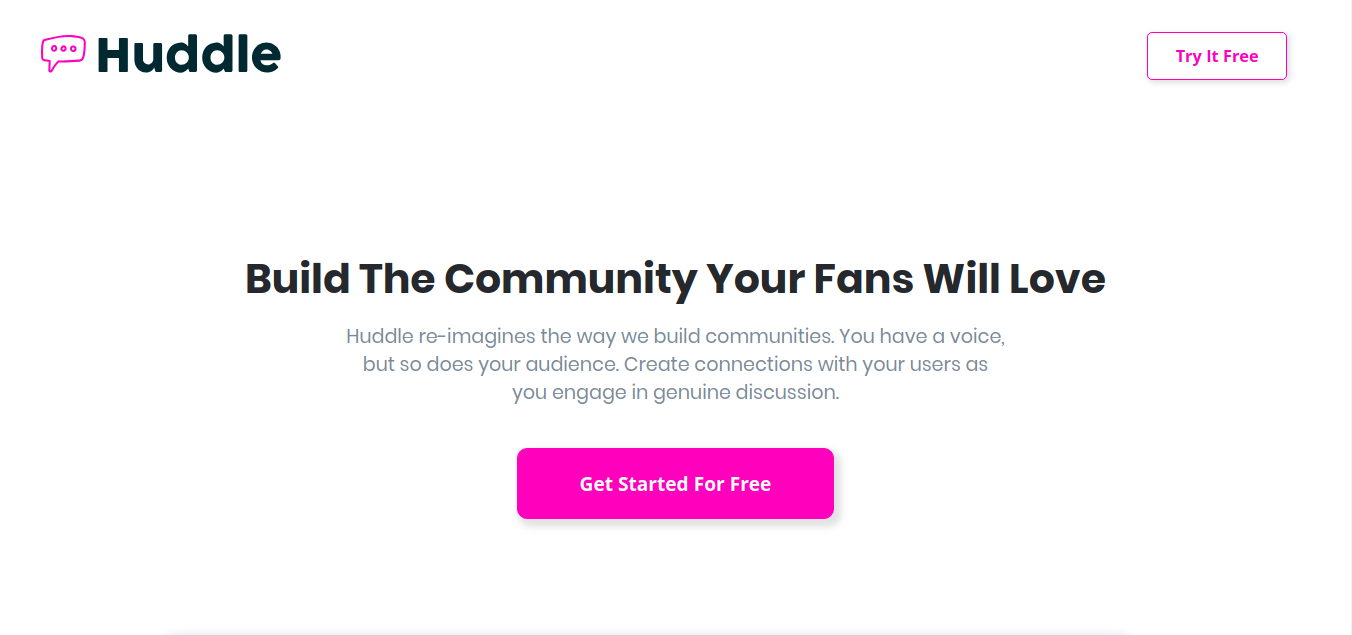 Huddle
Try It Free
Build The Community Your Fans Will Love
Huddle re-imagines the way we build communities. You have a voice,
but so does your audience. Create connections with your users as
you engage in genuine discussion.
Get Started For Free